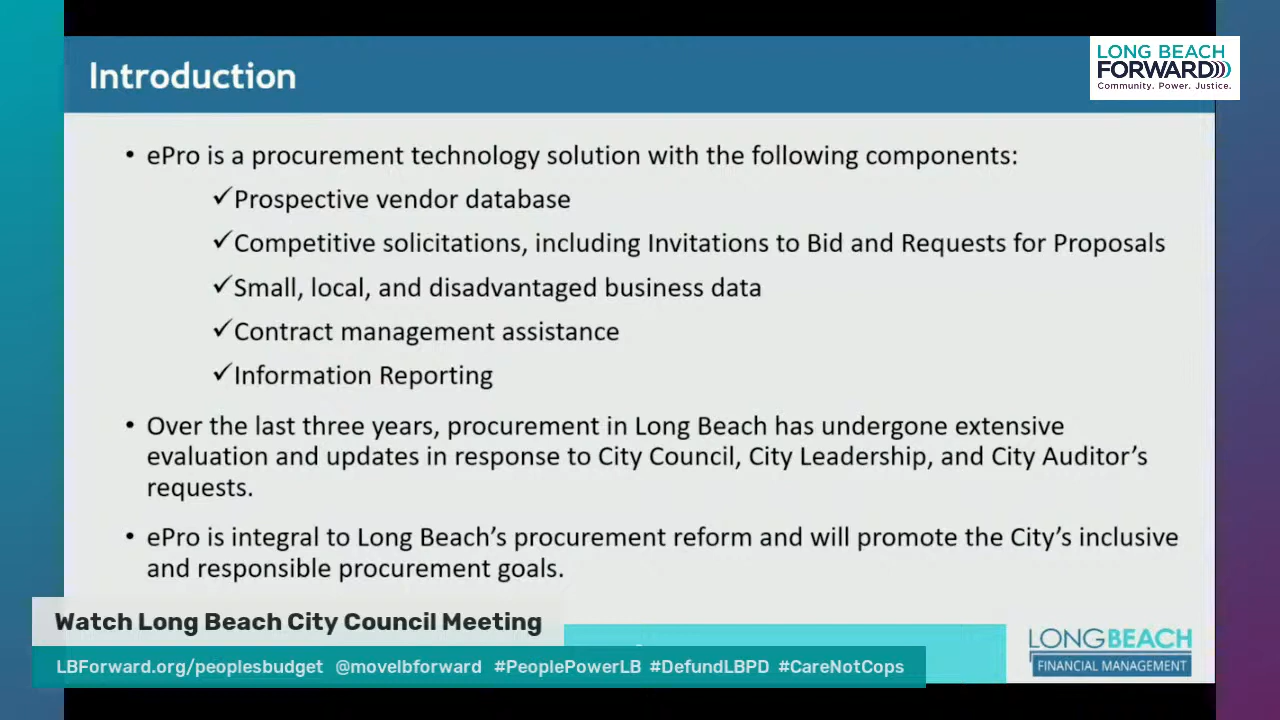 Introduction
LONG BEACH
FORWARD
Community. Power. Justice.
• ePro is a procurement technology solution with the following components:
✓Prospective vendor database
✓Competitive solicitations, including Invitations to Bid and Requests for Proposals
✓Small, local, and disadvantaged business data
✓Contract management assistance
✓Information Reporting
• Over the last three years, procurement in Long Beach has undergone extensive
evaluation and updates in response to City Council, City Leadership, and City Auditor’s
requests.
• ePro is integral to Long Beach’s procurement reform and will promote the City’s inclusive
and responsible procurement goals.
Watch Long Beach City Council Meeting
LBForward.org/peoplesbudget @movelbforward #PeoplePowerLB #DefundLBPD #CareNotCops
LONGBEACH
FINANCIAL MANAGEMENT